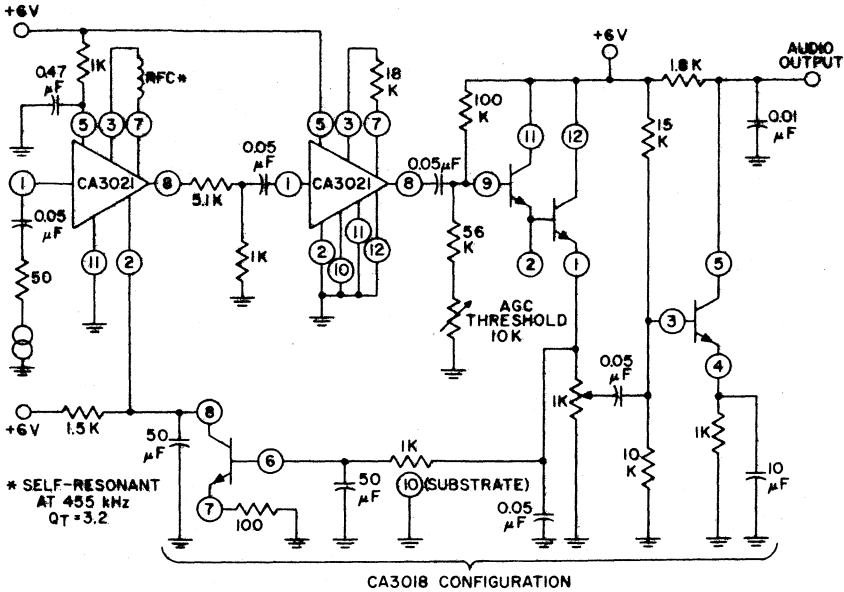 +6V
+6V
AUDIO
OUTPUT
1K
RFC*
18
K
1.8K
0.47
µF
100
K
15
K
0.01
µF
5
3
7
5
3
7
11
12
0.05
µF
0.05µF
1
CA3021
8
1
CA3021
8
9
5.1K
0.05
µF
11
2
1K
2
10
11
12
56
K
2
1
5
50
AGC
THRESHOLD
10K
3
4
0.05
µF
1K
+6V
1.5K
8
50
µF
6
1K
10
K
1K
10
µF
50
µF
10 (SUBSTRATE)
* SELF-RESONANT
AT 455 kHz
QT = 3.2
7
100
0.05
µF
CA3018 CONFIGURATION